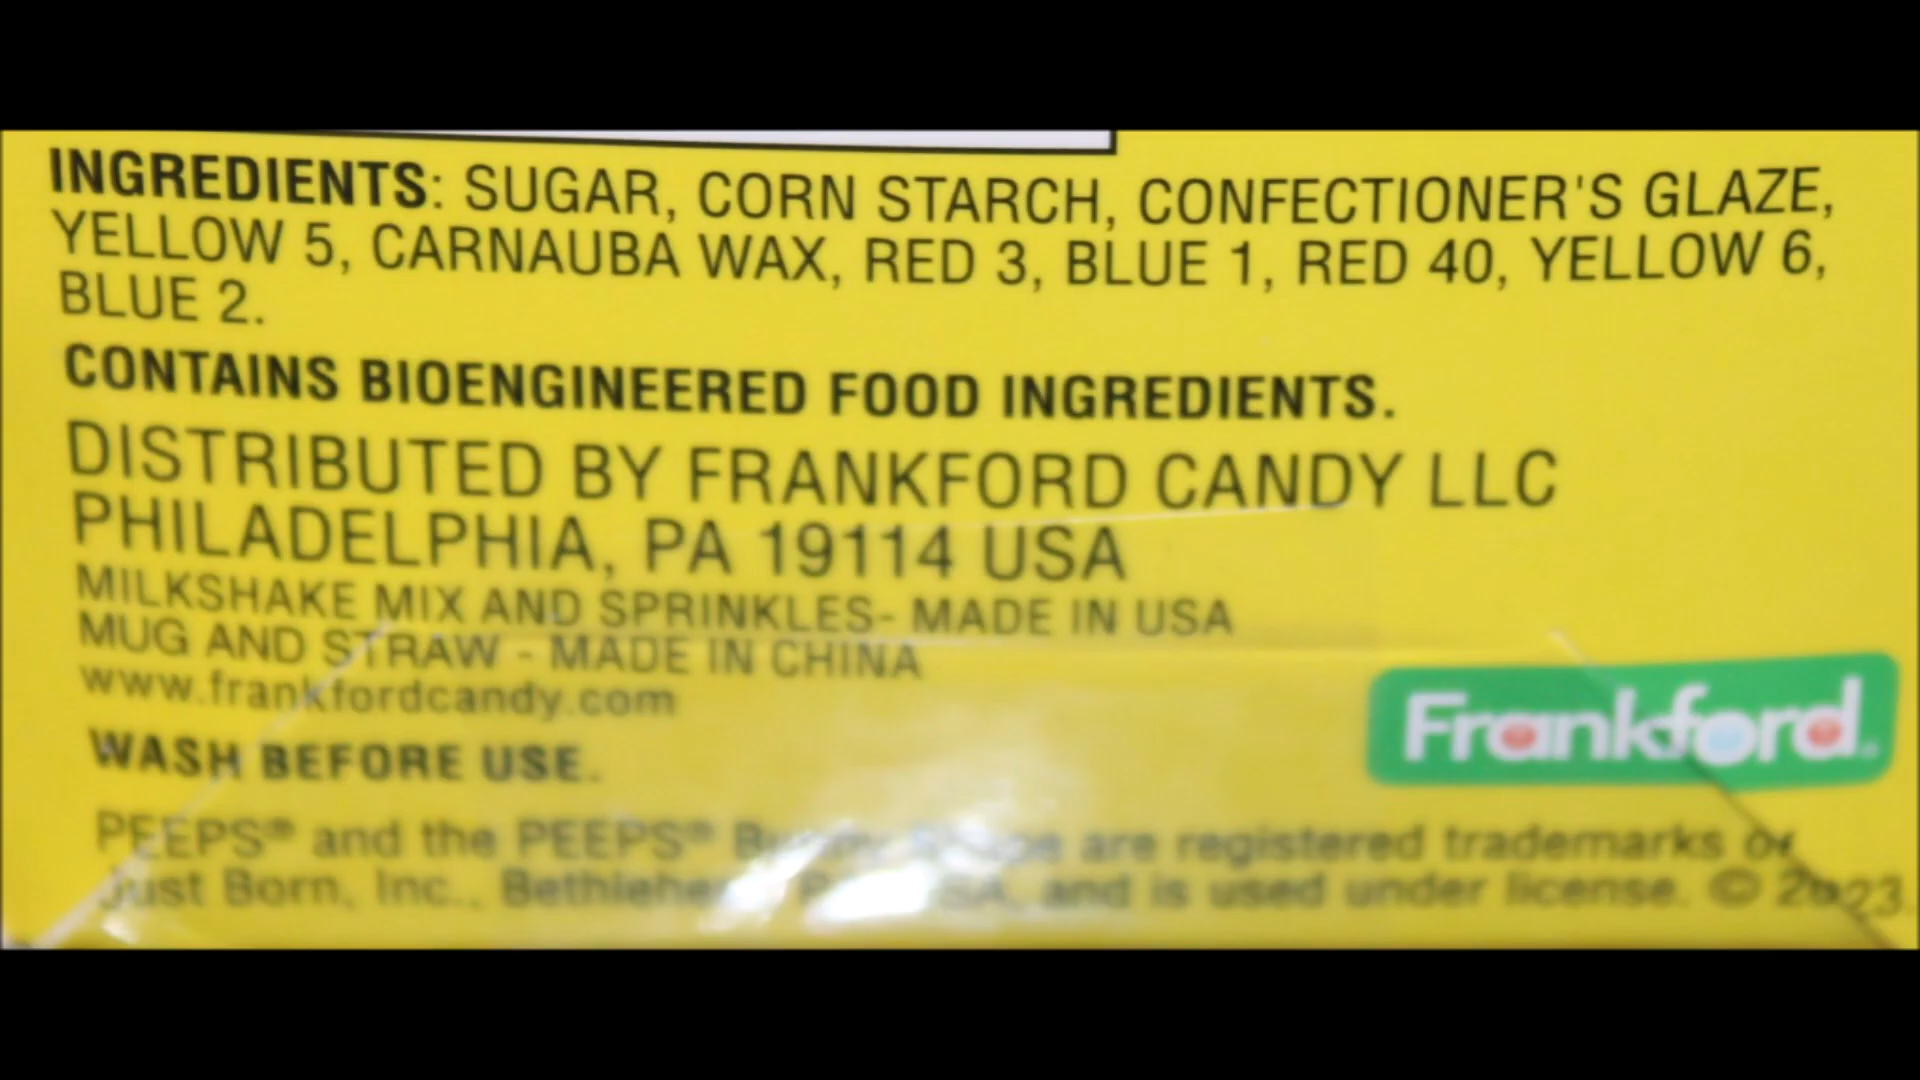 INGREDIENTS: SUGAR, CORN STARCH, CONFECTIONER'S GLAZE,
YELLOW 5, CARNAUBA WAX, RED 3, BLUE 1, RED 40, YELLOW 6,
BLUE 2.
CONTAINS BIOENGINEERED FOOD INGREDIENTS.
DISTRIBUTED BY FRANKFORD CANDY LLC
PHILADELPHIA, PA 19114 USA
MILKSHAKE MIX AND SPRINKLES- MADE IN USA
MUG AND STRAW - MADE IN CHINA
www.frankfordcandy.com
WASH BEFORE USE.
Frankford.
PEEPS® and the PEEPS® are registered trademarks of
Just Born, Inc., and is used under license. © 2023